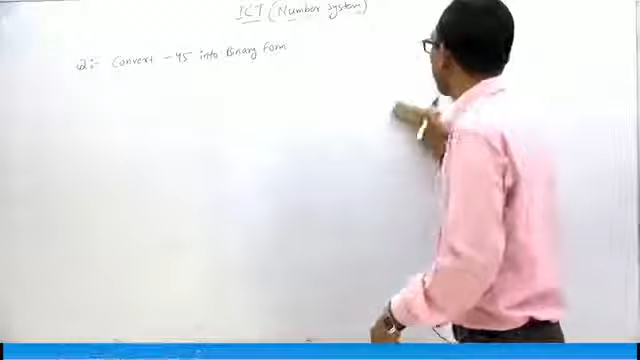 ICT (Number System)
Q:- Convert -45 into Binary form